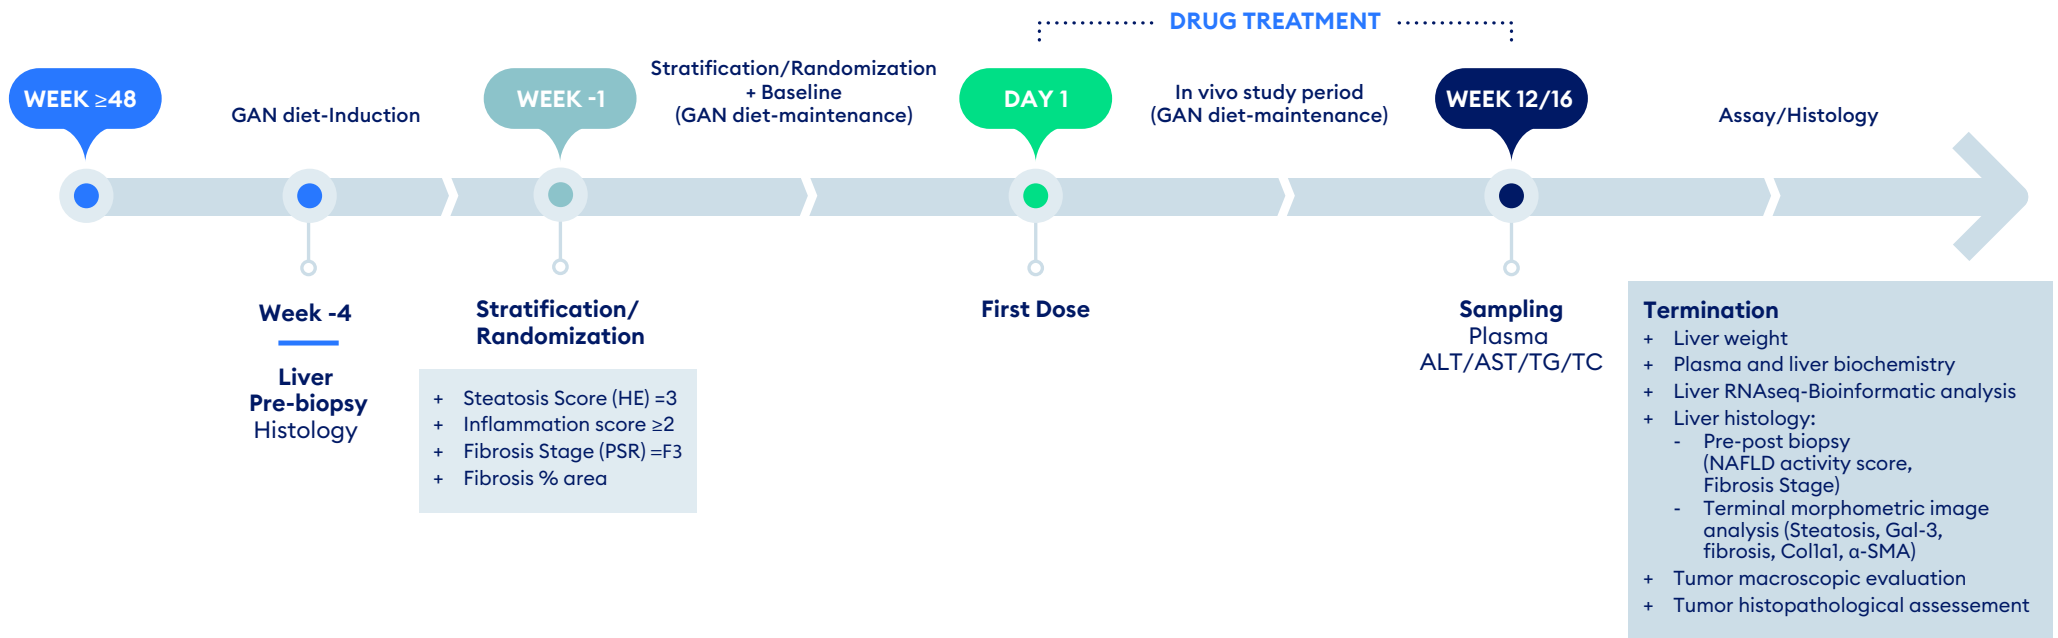 DRUG TREATMENT
WEEK ≥48
GAN diet-Induction
WEEK -1
Stratification/Randomization
+ Baseline
(GAN diet-maintenance)
DAY 1
In vivo study period
(GAN diet-maintenance)
WEEK 12/16
Assay/Histology
Week -4
Liver
Pre-biopsy
Histology
Stratification/
Randomization
+ Steatosis Score (HE) =3
+ Inflammation score ≥2
+ Fibrosis Stage (PSR) =F3
+ Fibrosis % area
First Dose
Sampling
Plasma
ALT/AST/TG/TC
Termination
+ Liver weight
+ Plasma and liver biochemistry
+ Liver RNAseq-Bioinformatic analysis
+ Liver histology:
- Pre-post biopsy
(NAFLD activity score,
Fibrosis Stage)
- Terminal morphometric image
analysis (Steatosis, Gal-3,
fibrosis, Col1a1, α-SMA)
+ Tumor macroscopic evaluation
+ Tumor histopathological assessement